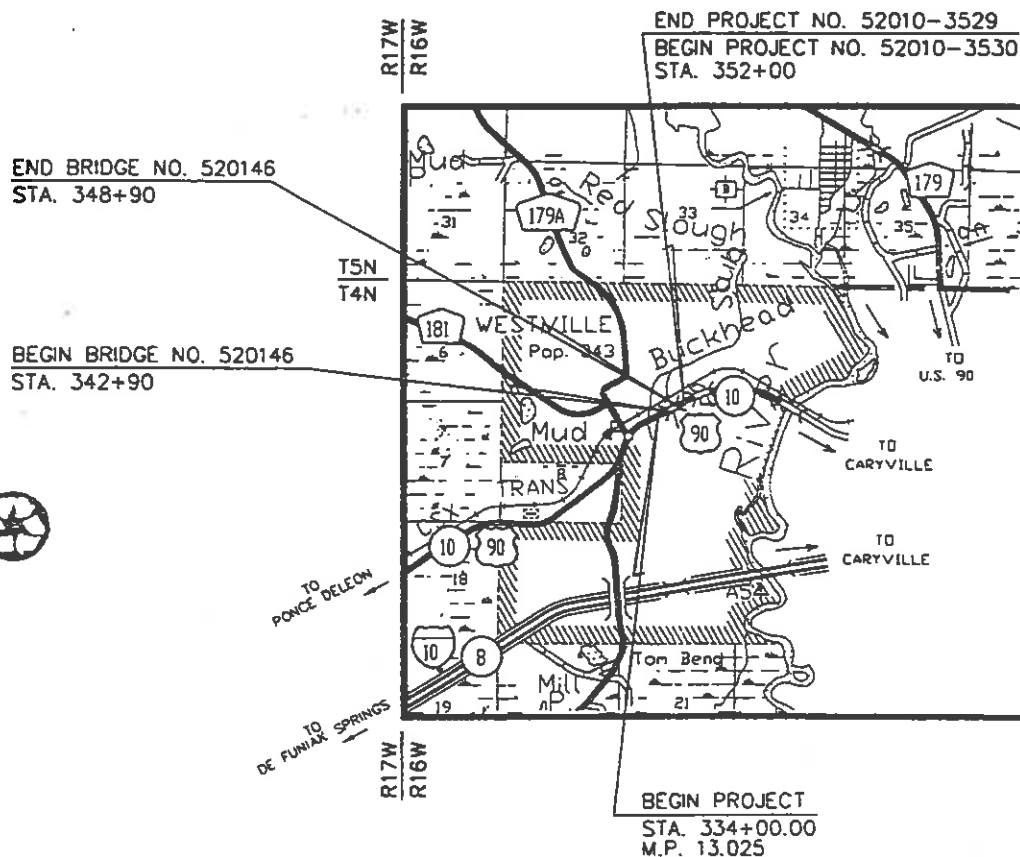 END PROJECT NO. 52010-3529
BEGIN PROJECT NO. 52010-3530
STA. 352+00
R17W
R16W
END BRIDGE NO. 520146
STA. 348+90
Mud
Red
Slough
179
179A
31
32
33
34
35
T5N
T4N
181
6
WESTVILLE
Pop. 343
Buckhead
BEGIN BRIDGE NO. 520146
STA. 342+90
TO
U.S. 90
10
90
Mud
7
8
TRANS
TO
CARYVILLE
10
90
18
TO
PONCE DELEON
TO
CARYVILLE
10
8
Tom Beng
Mill
P.
19
21
TO
DE FUNIAK SPRINGS
R17W
R16W
BEGIN PROJECT
STA. 334+00.00
M.P. 13.025